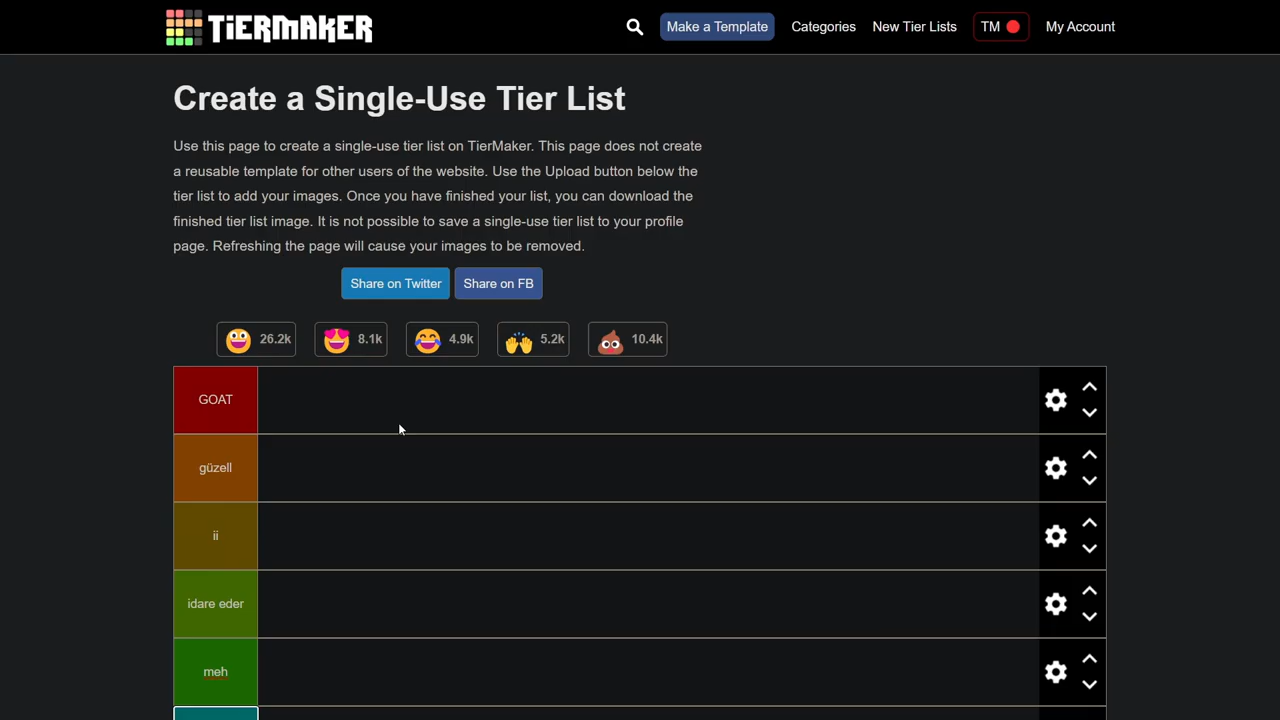 TiERMAKER
Make a Template
Categories
New Tier Lists
TM
My Account
Create a Single-Use Tier List
Use this page to create a single-use tier list on TierMaker. This page does not create
a reusable template for other users of the website. Use the Upload button below the
tier list to add your images. Once you have finished your list, you can download the
finished tier list image. It is not possible to save a single-use tier list to your profile
page. Refreshing the page will cause your images to be removed.
Share on Twitter
Share on FB
26.2k
8.1k
4.9k
5.2k
10.4k
GOAT
güzell
ii
idare eder
meh